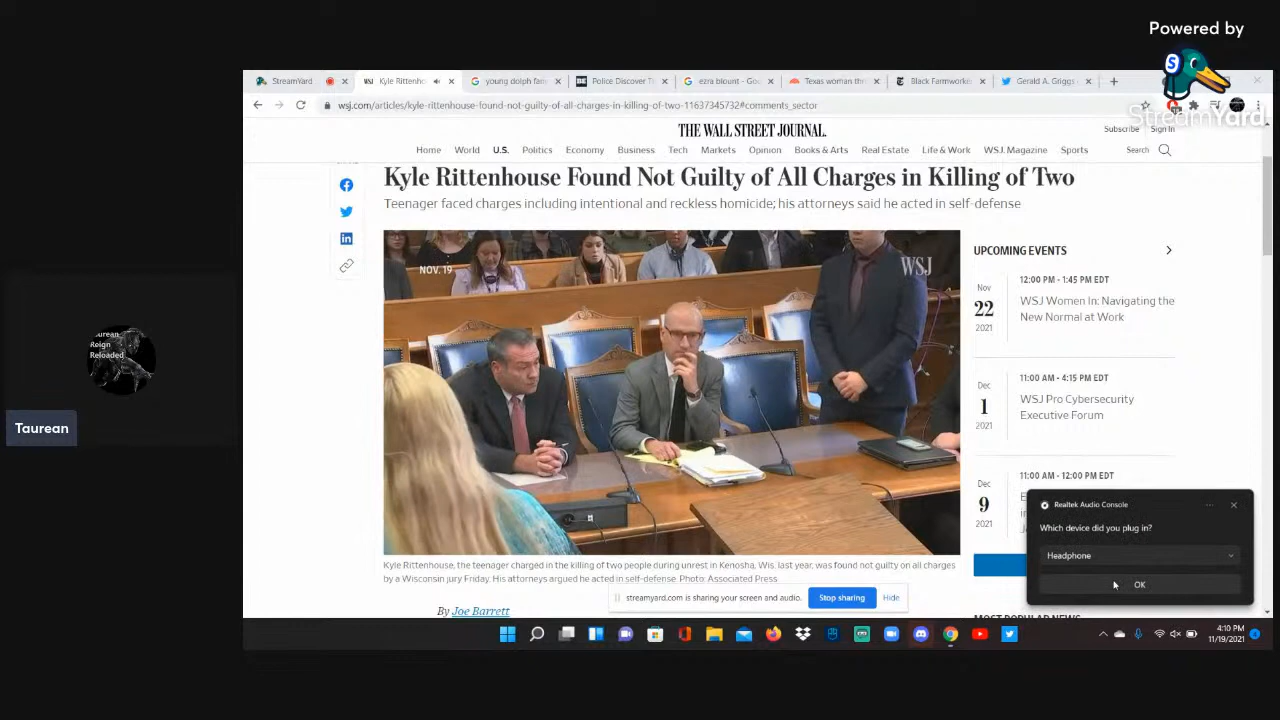 Powered by
StreamYard
StreamYard
Kyle Rittenho
young dolph fan
Police Discover T
ezra blount - Goo
Texas woman thr
Black Farmworke
Gerald A. Griggs
wsj.com/articles/kyle-rittenhouse-found-not-guilty-of-all-charges-in-killing-of-two-11637345732#comments_sector
THE WALL STREET JOURNAL.
Subscribe
Sign In
Home World U.S. Politics Economy Business Tech Markets Opinion Books & Arts Real Estate Life & Work WSJ. Magazine Sports
Search
Kyle Rittenhouse Found Not Guilty of All Charges in Killing of Two
Teenager faced charges including intentional and reckless homicide; his attorneys said he acted in self-defense
NOV. 19
WSJ
UPCOMING EVENTS
Nov
22
2021
12:00 PM - 1:45 PM EDT
WSJ Women In: Navigating the
New Normal at Work
Dec
1
2021
11:00 AM - 4:15 PM EDT
WSJ Pro Cybersecurity
Executive Forum
Dec
9
2021
11:00 AM - 12:00 PM EDT
Realtek Audio Console
Which device did you plug in?
Headphone
OK
Kyle Rittenhouse, the teenager charged in the killing of two people during unrest in Kenosha, Wis. last year, was found not guilty on all charges
by a Wisconsin jury Friday. His attorneys argued he acted in self-defense. Photo: Associated Press
streamyard.com is sharing your screen and audio.
Stop sharing
Hide
By Joe Barrett
4:10 PM
11/19/2021
urean
Reign
Reloaded
Taurean